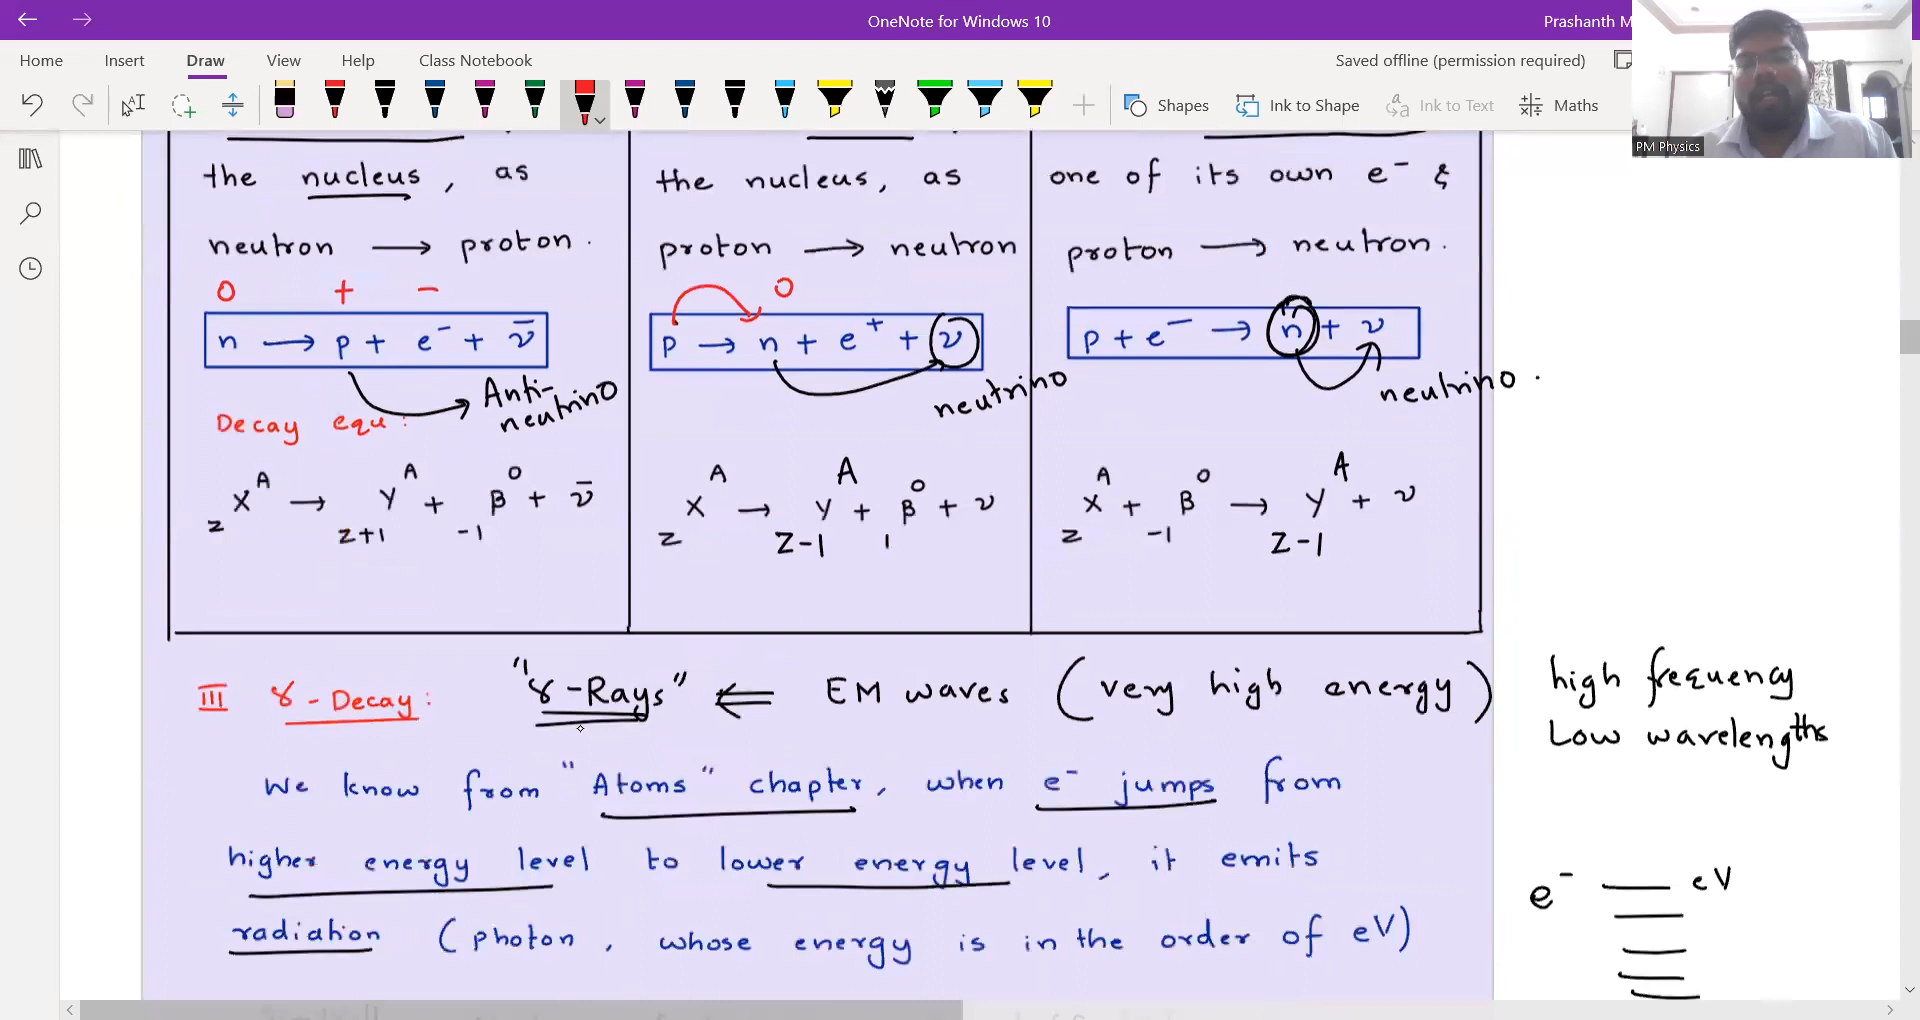 OneNote for Windows 10
Prashanth M
Home Insert Draw View Help Class Notebook
Saved offline (permission required)
Shapes Ink to Shape Ink to Text Maths
PM Physics
the nucleus, as
neutron → proton.
0 + −
n → p + e⁻ + ν̄
Anti-
neutrino
Decay equ :
zXᴬ → z+1Yᴬ + -1β⁰ + ν̄
the nucleus, as
proton → neutron
0
p → n + e⁺ + ν
neutrino
zXᴬ → Z-1Yᴬ + 1β⁰ + ν
one of its own e⁻ &
proton → neutron.
p + e⁻ → n + ν
neutrino.
zXᴬ + -1β⁰ → Z-1Yᴬ + ν
III γ - Decay : "γ-Rays" ⇐ EM waves (very high energy)
high frequency
Low wavelengths
We know from "Atoms" chapter, when e⁻ jumps from
higher energy level to lower energy level, it emits
radiation (photon, whose energy is in the order of eV)
e⁻ eV